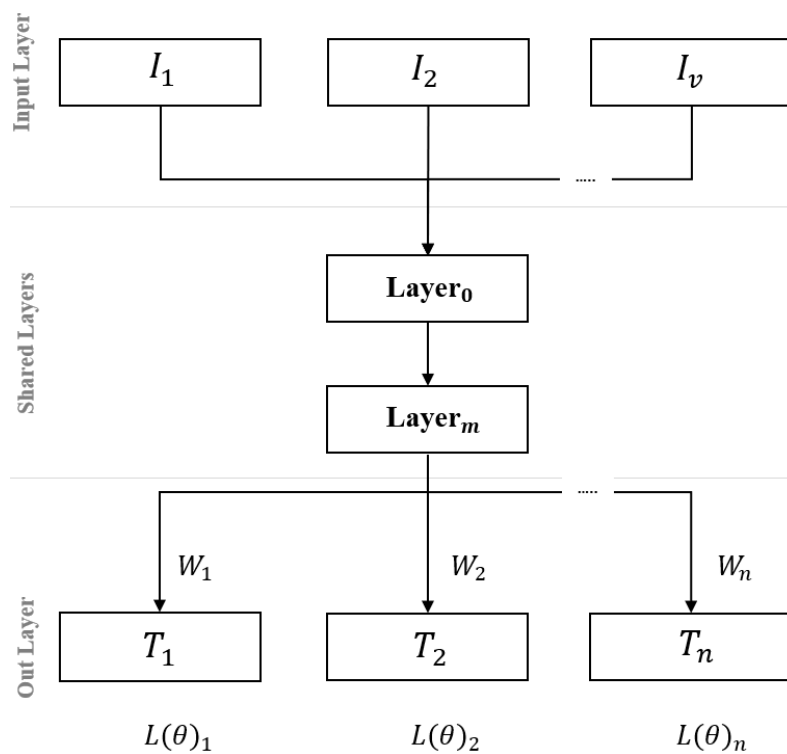 Input Layer
I₁ I₂ Iᵥ
.....
Shared Layers
Layer₀
Layerₘ
.....
Out Layer
W₁ W₂ Wₙ
T₁ T₂ Tₙ
L(θ)₁ L(θ)₂ L(θ)ₙ